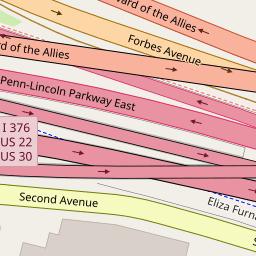 ard of the Allies
Forbes Avenue
rd of the Allies
Penn-Lincoln Parkway East
I 376
US 22
US 30
Second Avenue
Eliza Furna